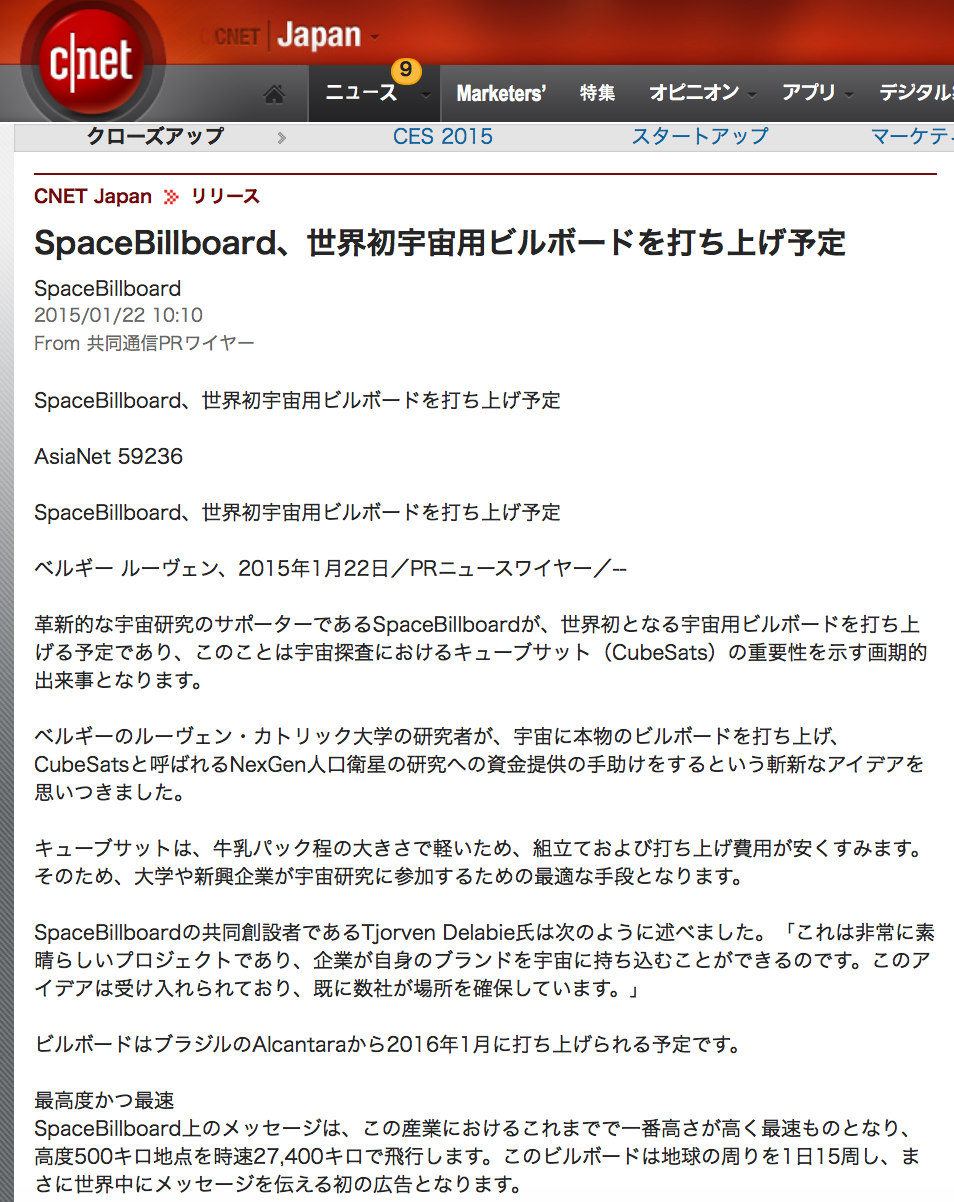 c|net
CNET Japan
ニュース
9
Marketers'
特集
オピニオン
アプリ
デジタル
クローズアップ
CES 2015
スタートアップ
マーケテ
CNET Japan リリース
SpaceBillboard、世界初宇宙用ビルボードを打ち上げ予定
SpaceBillboard
2015/01/22 10:10
From 共同通信PRワイヤー
SpaceBillboard、世界初宇宙用ビルボードを打ち上げ予定
AsiaNet 59236
SpaceBillboard、世界初宇宙用ビルボードを打ち上げ予定
ベルギー ルーヴェン、2015年1月22日／PRニュースワイヤー／--
革新的な宇宙研究のサポーターであるSpaceBillboardが、世界初となる宇宙用ビルボードを打ち上
げる予定であり、このことは宇宙探査におけるキューブサット（CubeSats）の重要性を示す画期的
出来事となります。
ベルギーのルーヴェン・カトリック大学の研究者が、宇宙に本物のビルボードを打ち上げ、
CubeSatsと呼ばれるNexGen人口衛星の研究への資金提供の手助けをするという斬新なアイデアを
思いつきました。
キューブサットは、牛乳パック程の大きさで軽いため、組立ておよび打ち上げ費用が安くすみます。
そのため、大学や新興企業が宇宙研究に参加するための最適な手段となります。
SpaceBillboardの共同創設者であるTjorven Delabie氏は次のように述べました。「これは非常に素
晴らしいプロジェクトであり、企業が自身のブランドを宇宙に持ち込むことができるのです。このア
イデアは受け入れられており、既に数社が場所を確保しています。」
ビルボードはブラジルのAlcantaraから2016年1月に打ち上げられる予定です。
最高度かつ最速
SpaceBillboard上のメッセージは、この産業におけるこれまでで一番高さが高く最速ものとなり、
高度500キロ地点を時速27,400キロで飛行します。このビルボードは地球の周りを1日15周し、ま
さに世界中にメッセージを伝える初の広告となります。